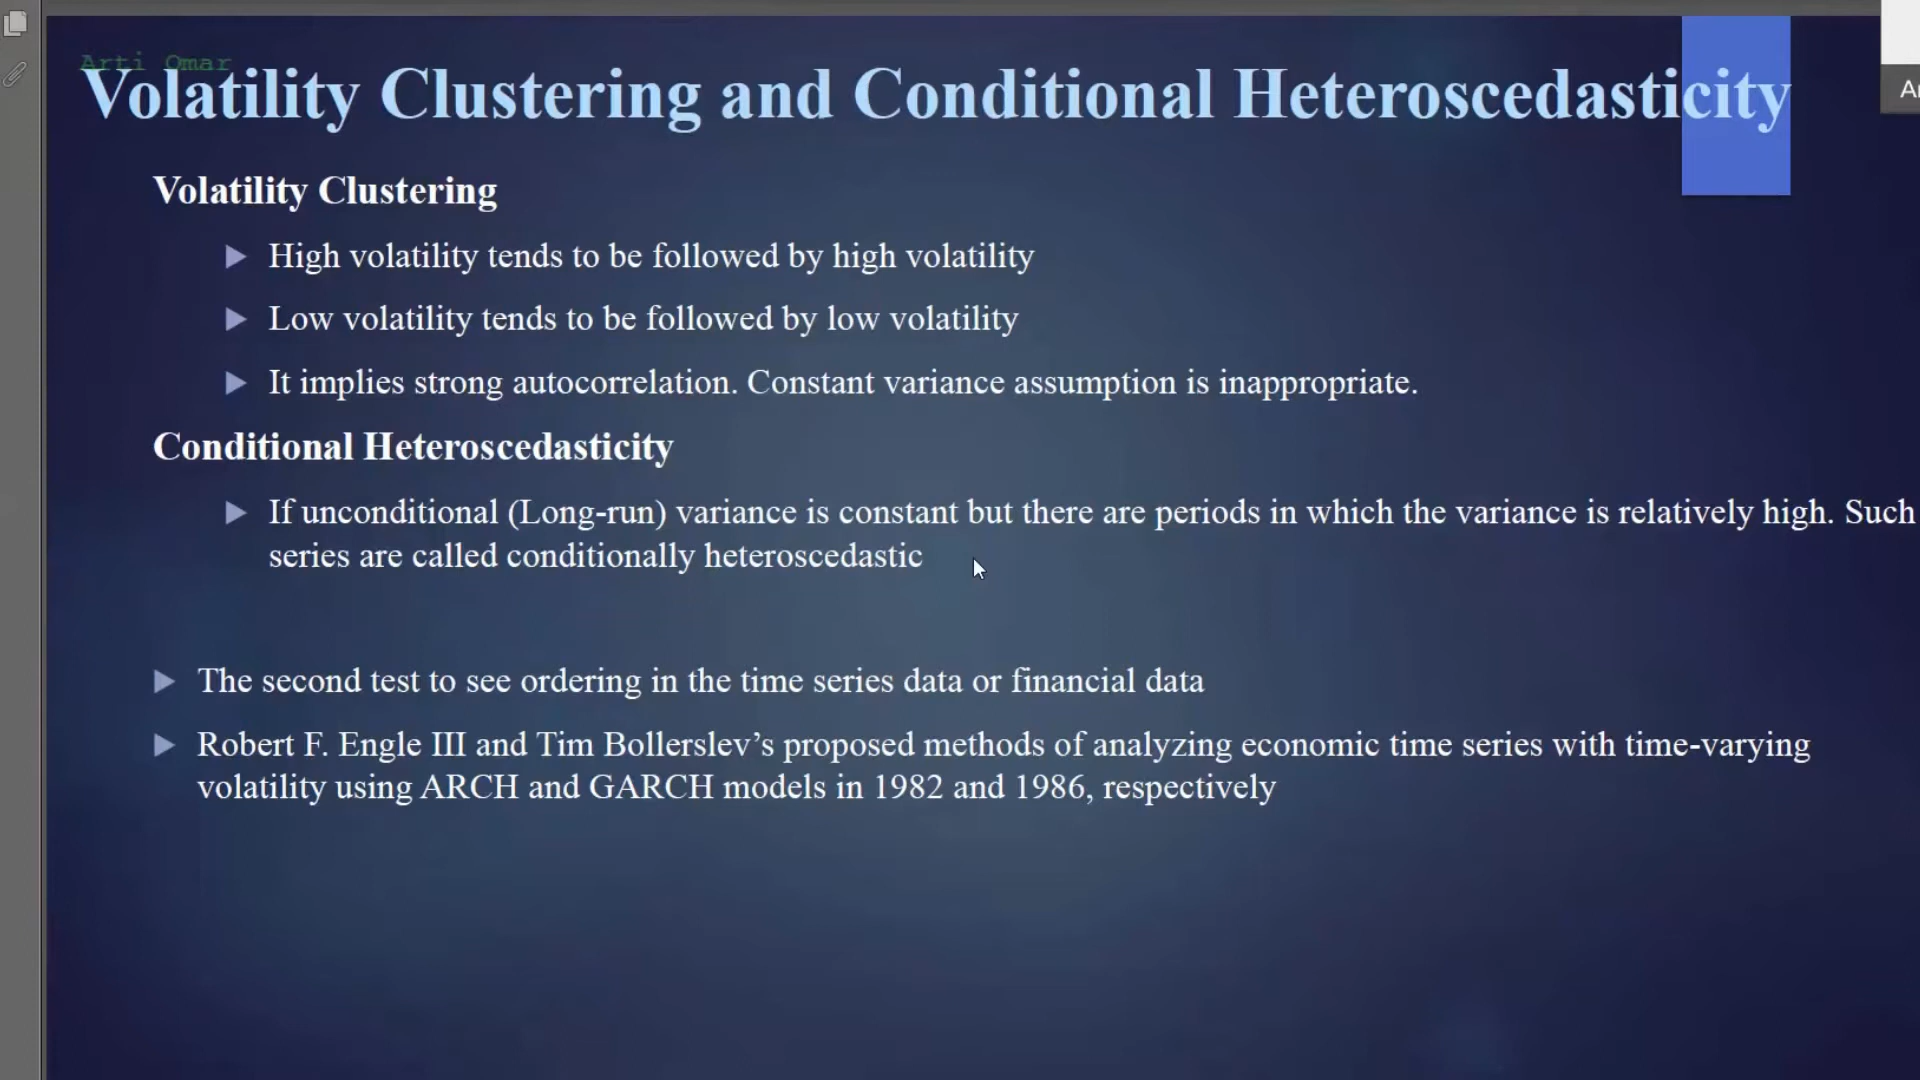 Arti Omar
Volatility Clustering and Conditional Heteroscedasticity
Volatility Clustering
High volatility tends to be followed by high volatility
Low volatility tends to be followed by low volatility
It implies strong autocorrelation. Constant variance assumption is inappropriate.
Conditional Heteroscedasticity
If unconditional (Long-run) variance is constant but there are periods in which the variance is relatively high. Such
series are called conditionally heteroscedastic
The second test to see ordering in the time series data or financial data
Robert F. Engle III and Tim Bollerslev’s proposed methods of analyzing economic time series with time-varying
volatility using ARCH and GARCH models in 1982 and 1986, respectively